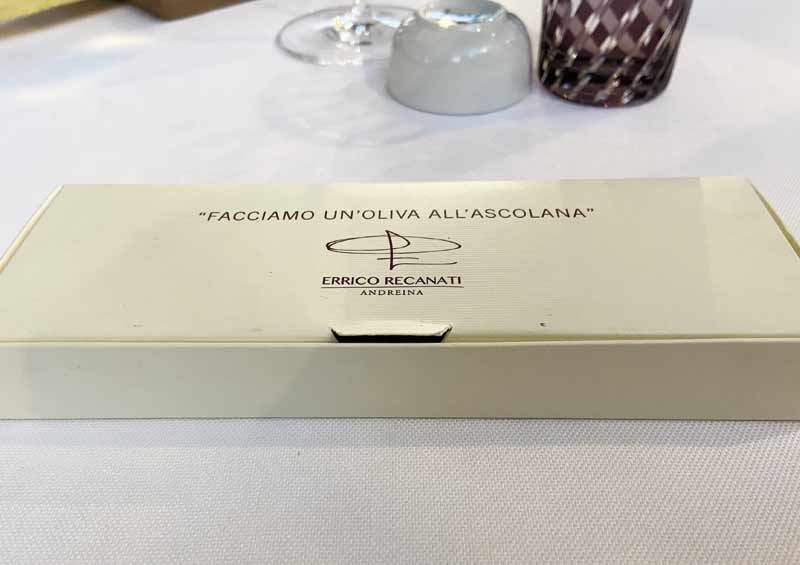 "FACCIAMO UN'OLIVA ALL'ASCOLANA"
ERRICO RECANATI
ANDREINA